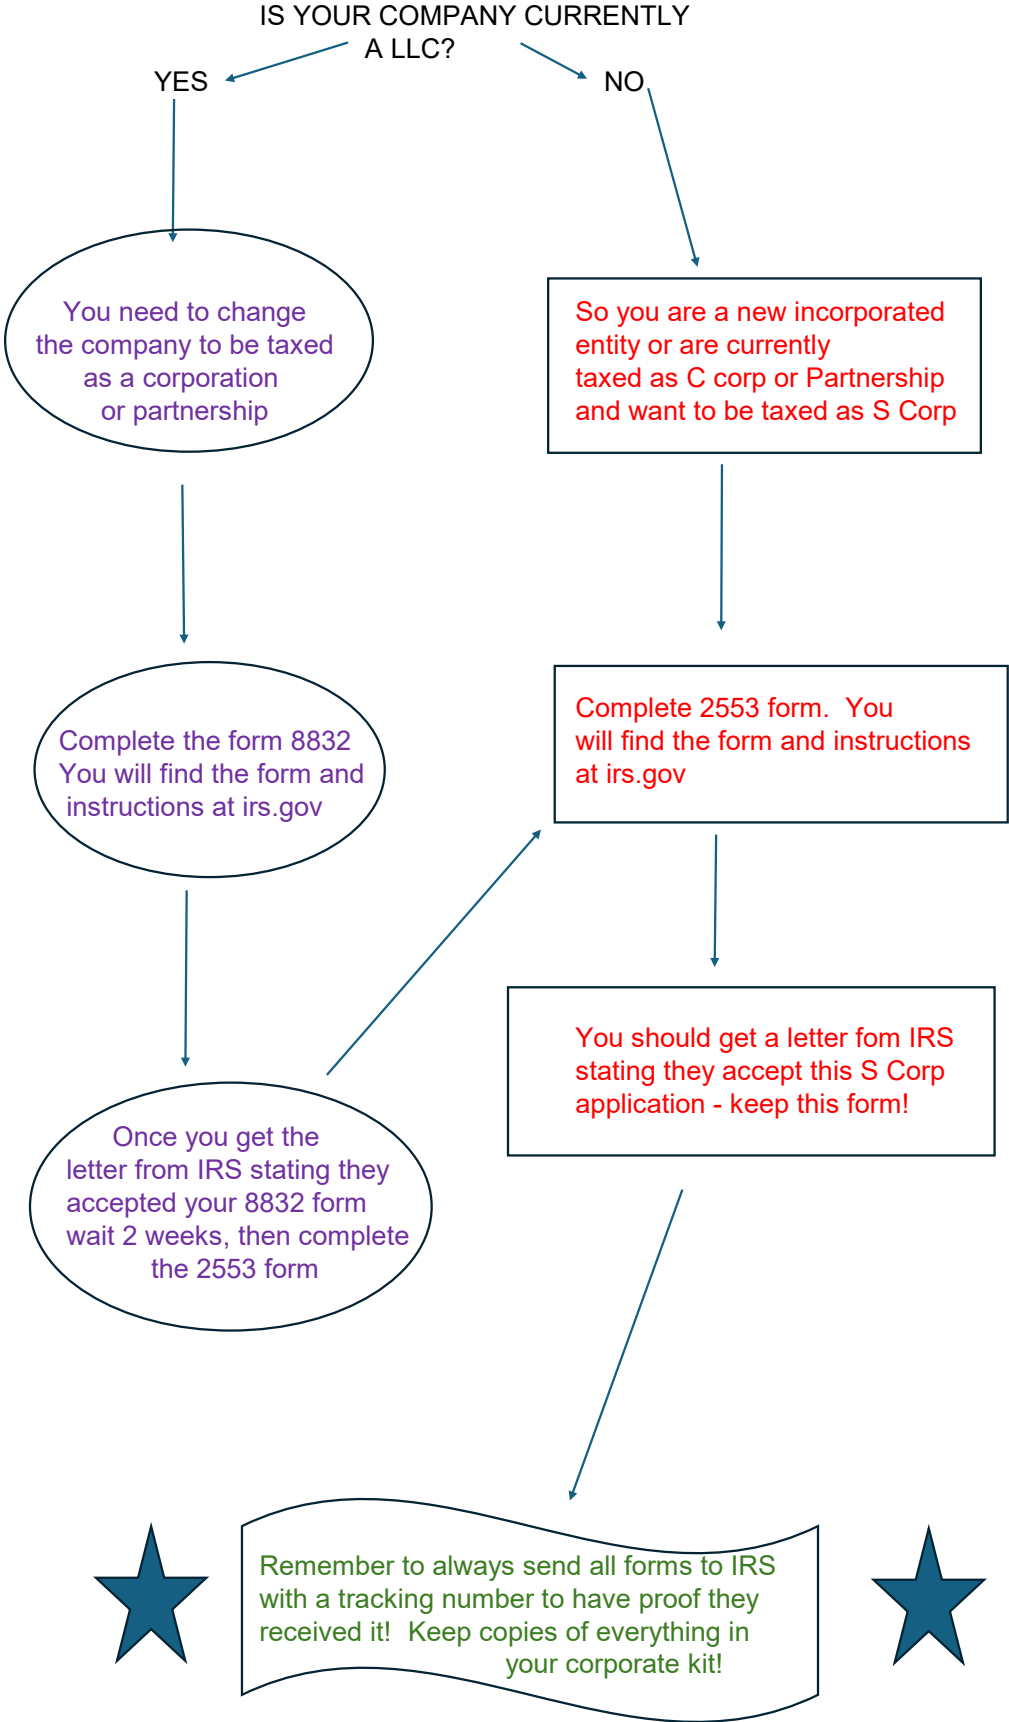 IS YOUR COMPANY CURRENTLY
A LLC?
YES
NO
You need to change
the company to be taxed
as a corporation
or partnership
So you are a new incorporated
entity or are currently
taxed as C corp or Partnership
and want to be taxed as S Corp
Complete the form 8832
You will find the form and
instructions at irs.gov
Complete 2553 form. You
will find the form and instructions
at irs.gov
Once you get the
letter from IRS stating they
accepted your 8832 form
wait 2 weeks, then complete
the 2553 form
You should get a letter fom IRS
stating they accept this S Corp
application - keep this form!
Remember to always send all forms to IRS
with a tracking number to have proof they
received it! Keep copies of everything in
your corporate kit!